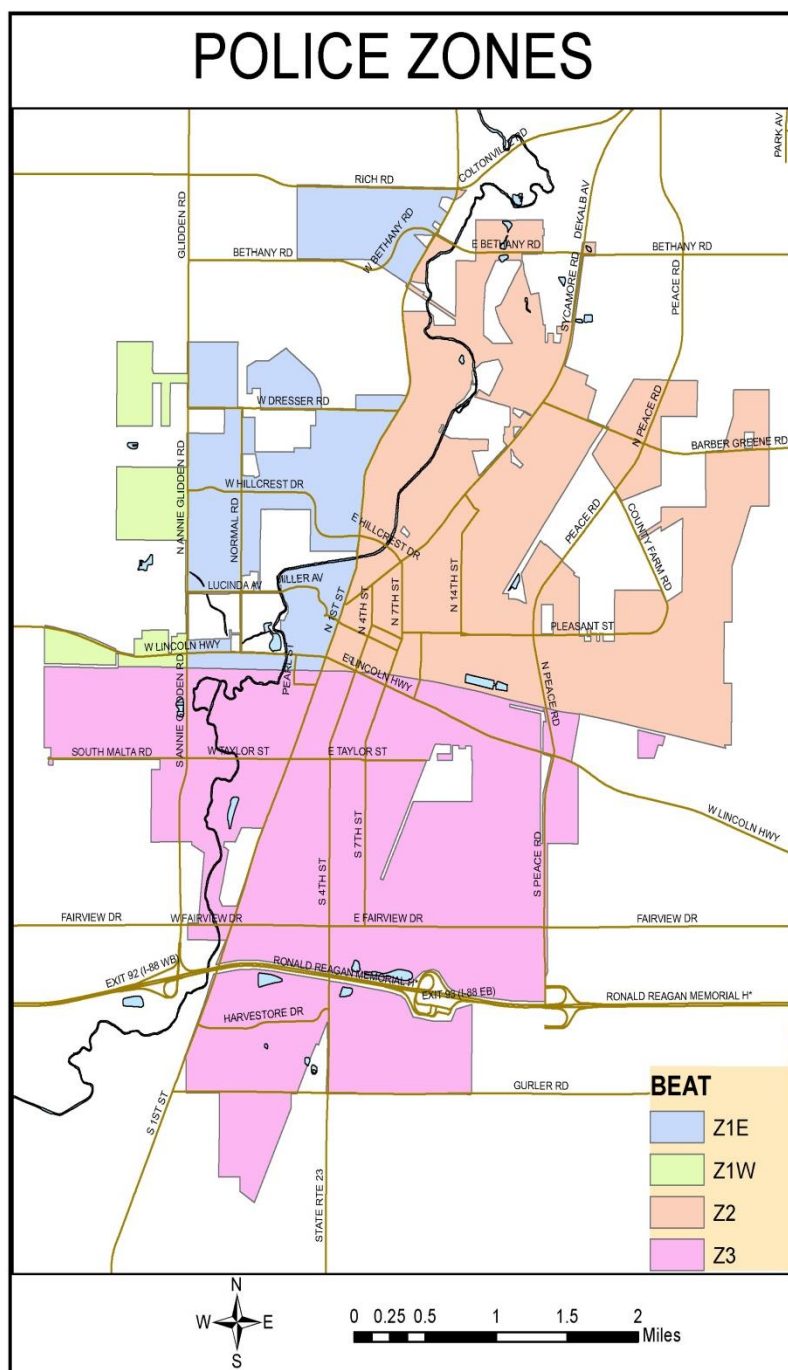 POLICE ZONES
PARK AV
COLTONVILLE RD
RICH RD
GLIDDEN RD
DEKALB AV
W BETHANY RD
E BETHANY RD
BETHANY RD
BETHANY RD
PEACE RD
SYCAMORE RD
W DRESSER RD
N PEACE RD
BARBER GREENE RD
N ANNIE GLIDDEN RD
W HILLCREST DR
NORMAL RD
E HILLCREST DR
PEACE RD
COUNTY FARM RD
LUCINDA AV
MILLER AV
N 1ST ST
N 4TH ST
N 7TH ST
N 14TH ST
PLEASANT ST
W LINCOLN HWY
PEARL ST
E LINCOLN HWY
N PEACE RD
S ANNIE GLIDDEN RD
SOUTH MALTA RD
W TAYLOR ST
E TAYLOR ST
W LINCOLN HWY
S 7TH ST
S 4TH ST
S PEACE RD
FAIRVIEW DR
W FAIRVIEW DR
E FAIRVIEW DR
FAIRVIEW DR
EXIT 92 (I-88 WB)
RONALD REAGAN MEMORIAL H*
EXIT 93 (I-88 EB)
RONALD REAGAN MEMORIAL H*
HARVESTORE DR
GURLER RD
S 1ST ST
STATE RTE 23
BEAT
Z1E
Z1W
Z2
Z3
N
W
E
S
0 0.25 0.5 1 1.5 2
Miles